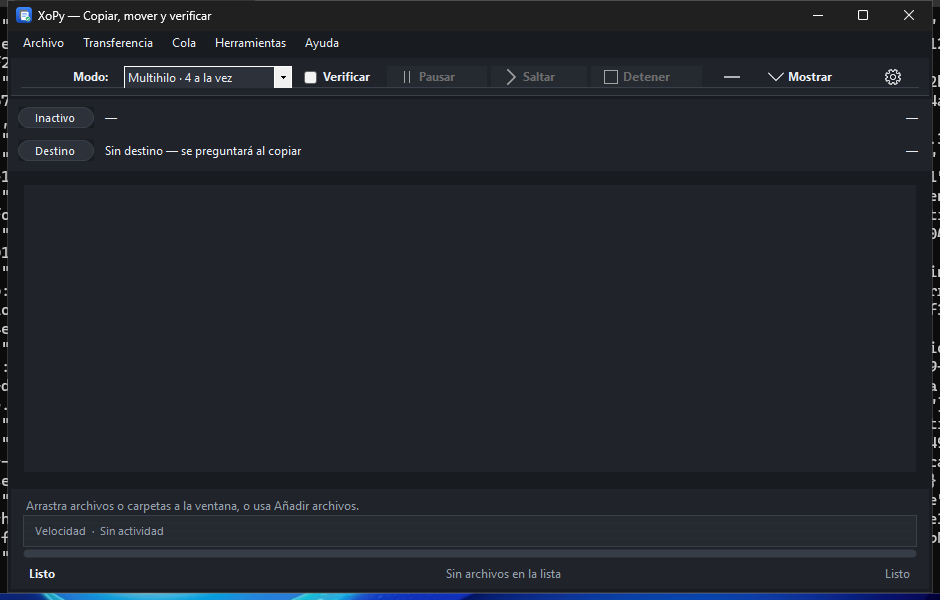 XoPy — Copiar, mover y verificar
Archivo Transferencia Cola Herramientas Ayuda
Modo: Multihilo · 4 a la vez Verificar Pausar Saltar Detener — Mostrar
Inactivo — —
Destino Sin destino — se preguntará al copiar —
Arrastra archivos o carpetas a la ventana, o usa Añadir archivos.
Velocidad · Sin actividad
Listo Sin archivos en la lista Listo